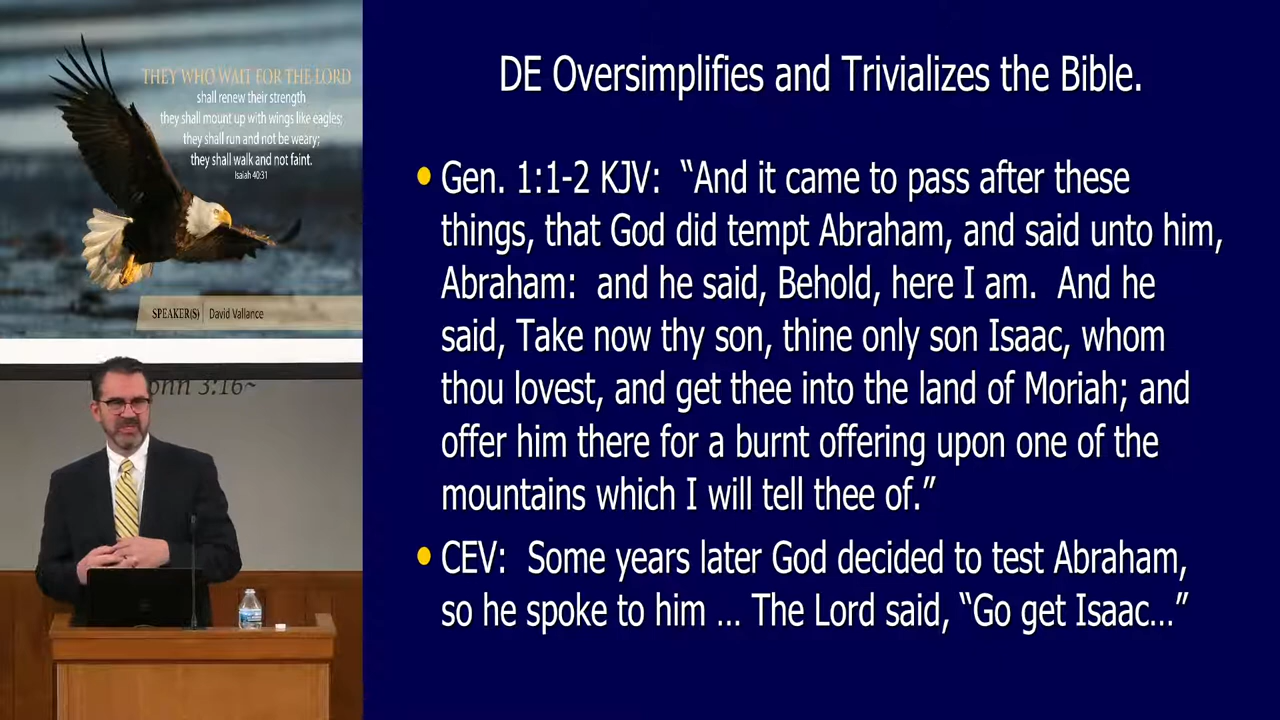 THEY WHO WAIT FOR THE LORD
shall renew their strength
they shall mount up with wings like eagles;
they shall run and not be weary;
they shall walk and not faint.
Isaiah 40:31
SPEAKER(S) David Vallance
3:16~
DE Oversimplifies and Trivializes the Bible.
• Gen. 1:1-2 KJV: “And it came to pass after these
things, that God did tempt Abraham, and said unto him,
Abraham: and he said, Behold, here I am. And he
said, Take now thy son, thine only son Isaac, whom
thou lovest, and get thee into the land of Moriah; and
offer him there for a burnt offering upon one of the
mountains which I will tell thee of.”
• CEV: Some years later God decided to test Abraham,
so he spoke to him … The Lord said, “Go get Isaac…”